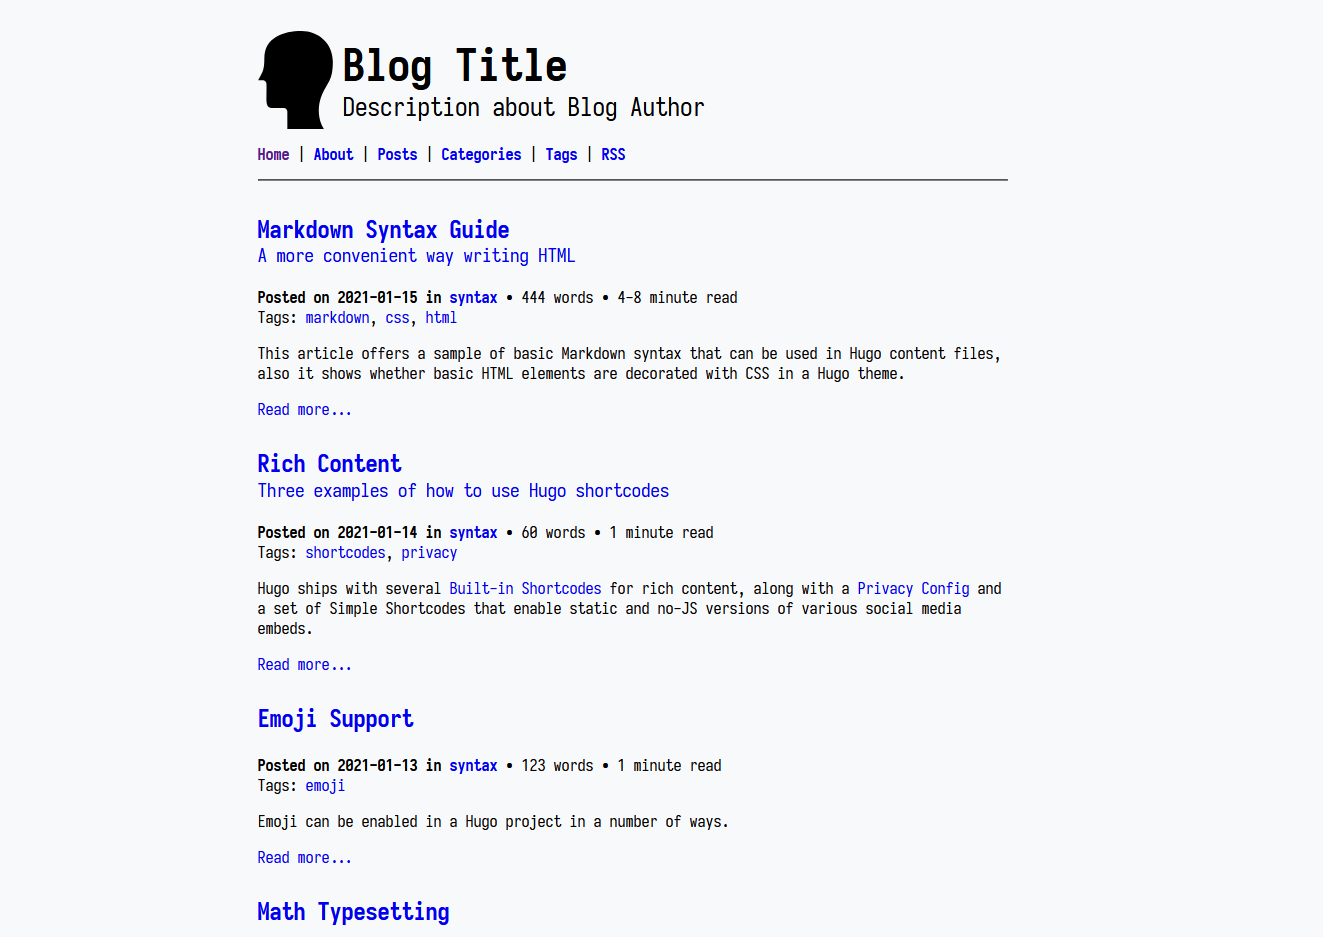 Blog Title
Description about Blog Author
Home | About | Posts | Categories | Tags | RSS
Markdown Syntax Guide
A more convenient way writing HTML
Posted on 2021-01-15 in syntax • 444 words • 4-8 minute read
Tags: markdown, css, html
This article offers a sample of basic Markdown syntax that can be used in Hugo content files,
also it shows whether basic HTML elements are decorated with CSS in a Hugo theme.
Read more...
Rich Content
Three examples of how to use Hugo shortcodes
Posted on 2021-01-14 in syntax • 60 words • 1 minute read
Tags: shortcodes, privacy
Hugo ships with several Built-in Shortcodes for rich content, along with a Privacy Config and
a set of Simple Shortcodes that enable static and no-JS versions of various social media
embeds.
Read more...
Emoji Support
Posted on 2021-01-13 in syntax • 123 words • 1 minute read
Tags: emoji
Emoji can be enabled in a Hugo project in a number of ways.
Read more...
Math Typesetting